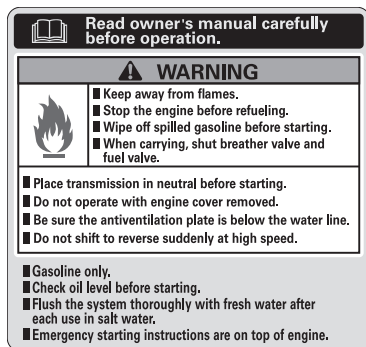 Read owner's manual carefully
before operation.
WARNING
Keep away from flames.
Stop the engine before refueling.
Wipe off spilled gasoline before starting.
When carrying, shut breather valve and
fuel valve.
Place transmission in neutral before starting.
Do not operate with engine cover removed.
Be sure the antiventilation plate is below the water line.
Do not shift to reverse suddenly at high speed.
Gasoline only.
Check oil level before starting.
Flush the system thoroughly with fresh water after
each use in salt water.
Emergency starting instructions are on top of engine.